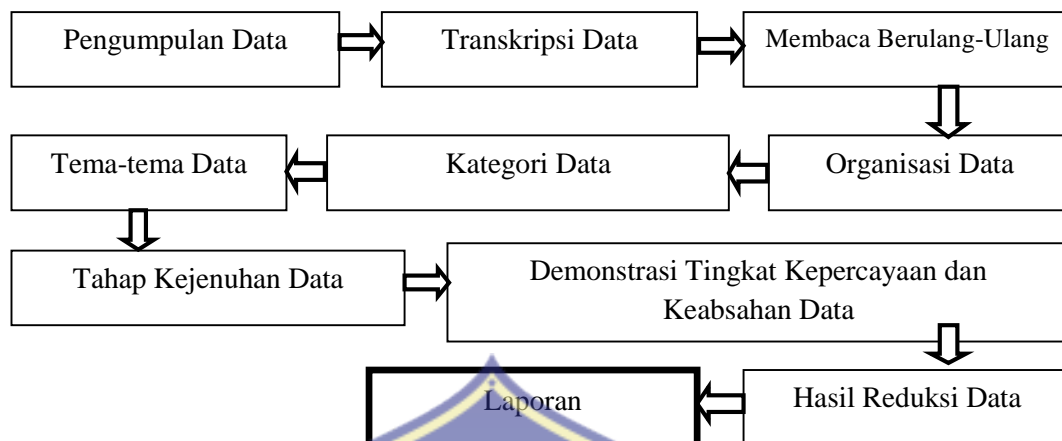 Pengumpulan Data
Transkripsi Data
Membaca Berulang-Ulang
Organisasi Data
Kategori Data
Tema-tema Data
Tahap Kejenuhan Data
Demonstrasi Tingkat Kepercayaan dan
Keabsahan Data
Hasil Reduksi Data
Laporan